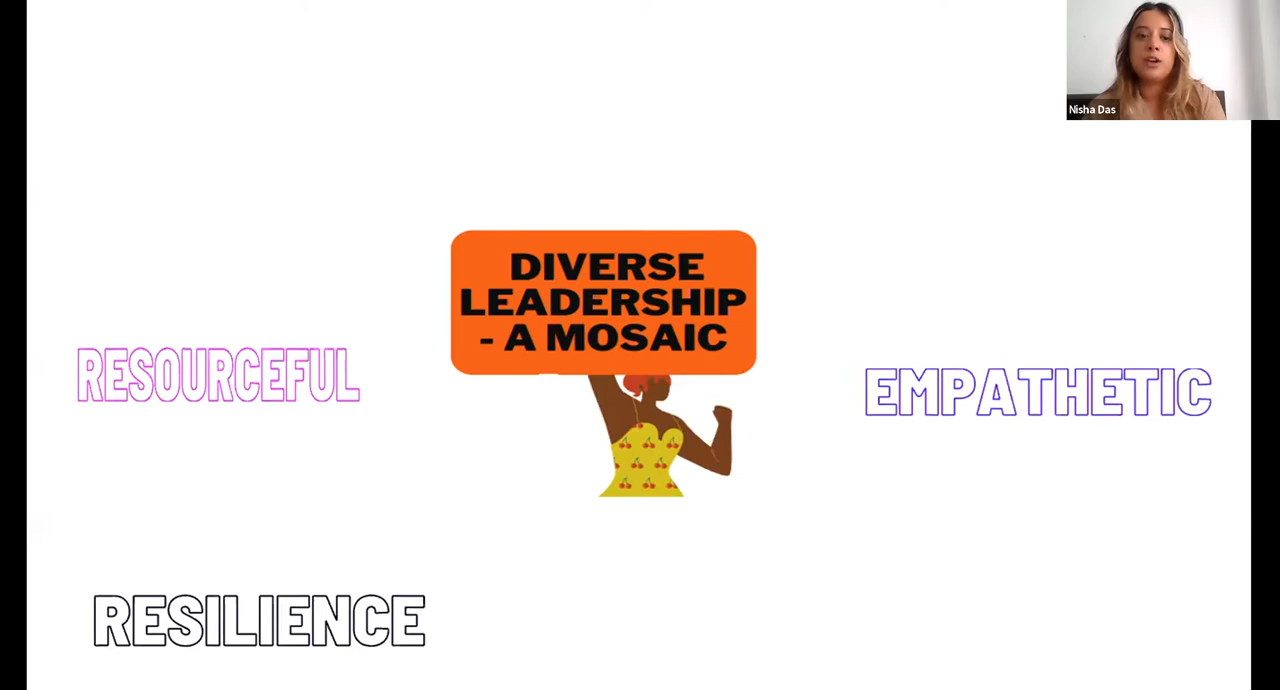 Nisha Das
DIVERSE
LEADERSHIP
- A MOSAIC
RESOURCEFUL
EMPATHETIC
RESILIENCE